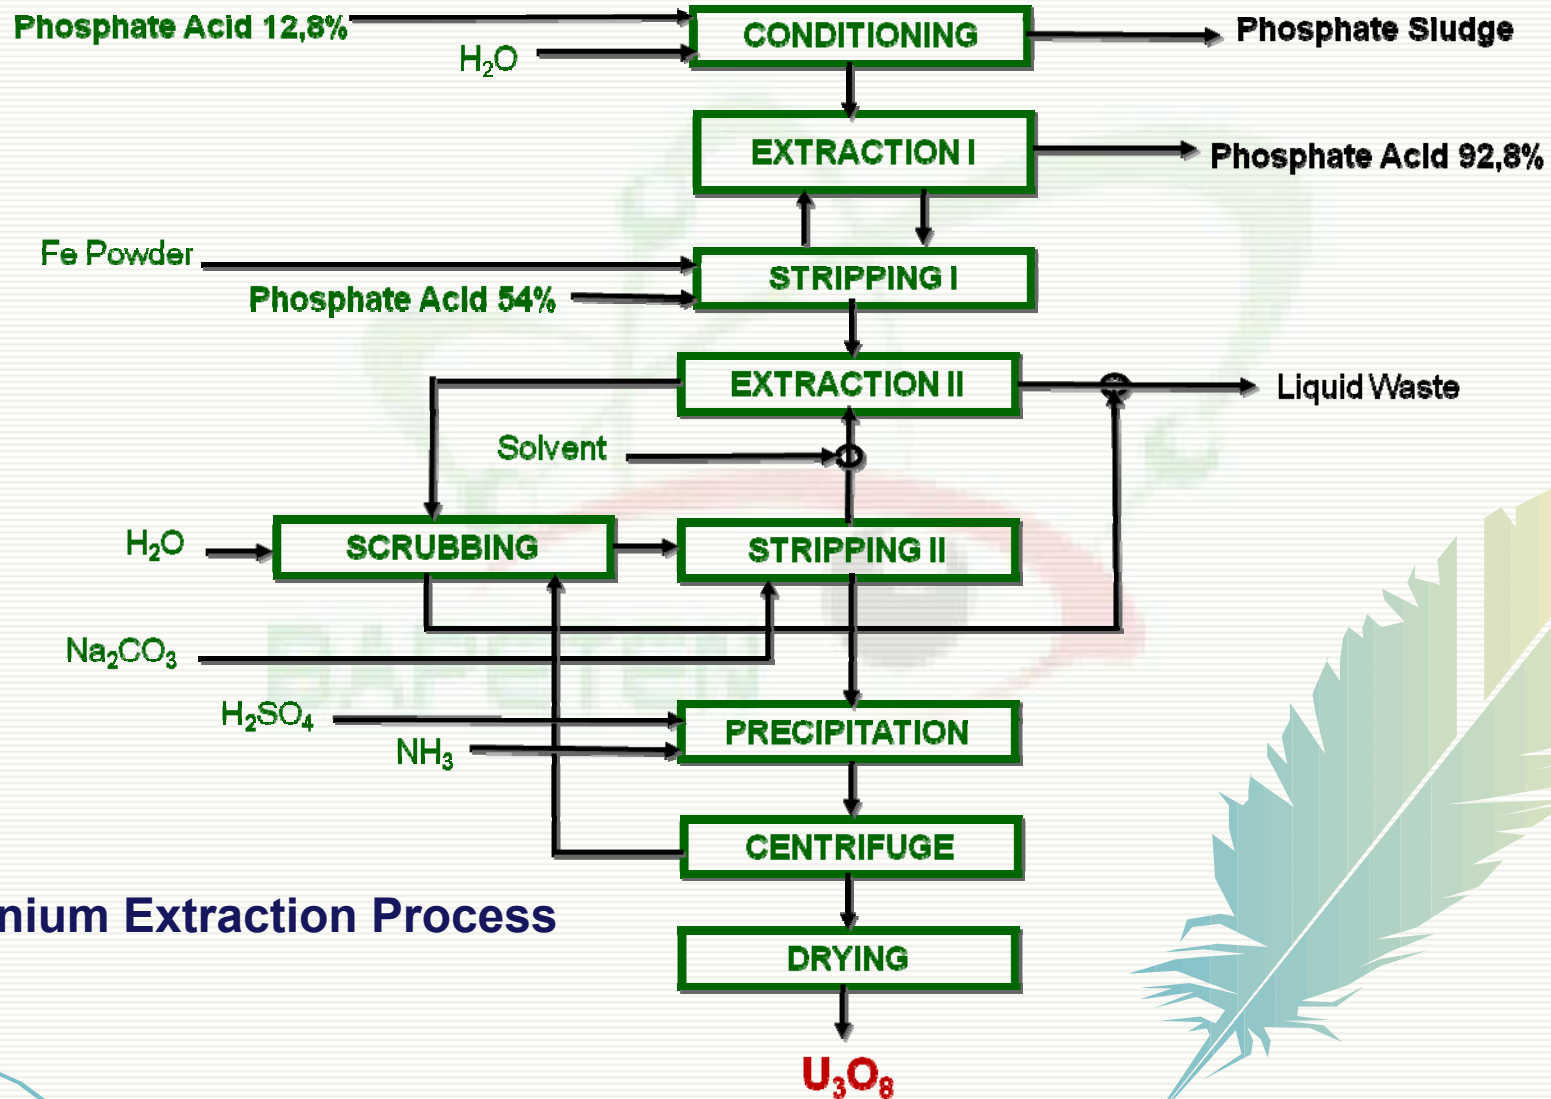 Phosphate Acid 12,8%
H₂O
CONDITIONING
Phosphate Sludge
EXTRACTION I
Phosphate Acid 92,8%
Fe Powder
Phosphate Acid 54%
STRIPPING I
EXTRACTION II
Liquid Waste
Solvent
H₂O
SCRUBBING
STRIPPING II
BAPETEN
Na₂CO₃
H₂SO₄
NH₃
PRECIPITATION
CENTRIFUGE
nium Extraction Process
DRYING
U₃O₈